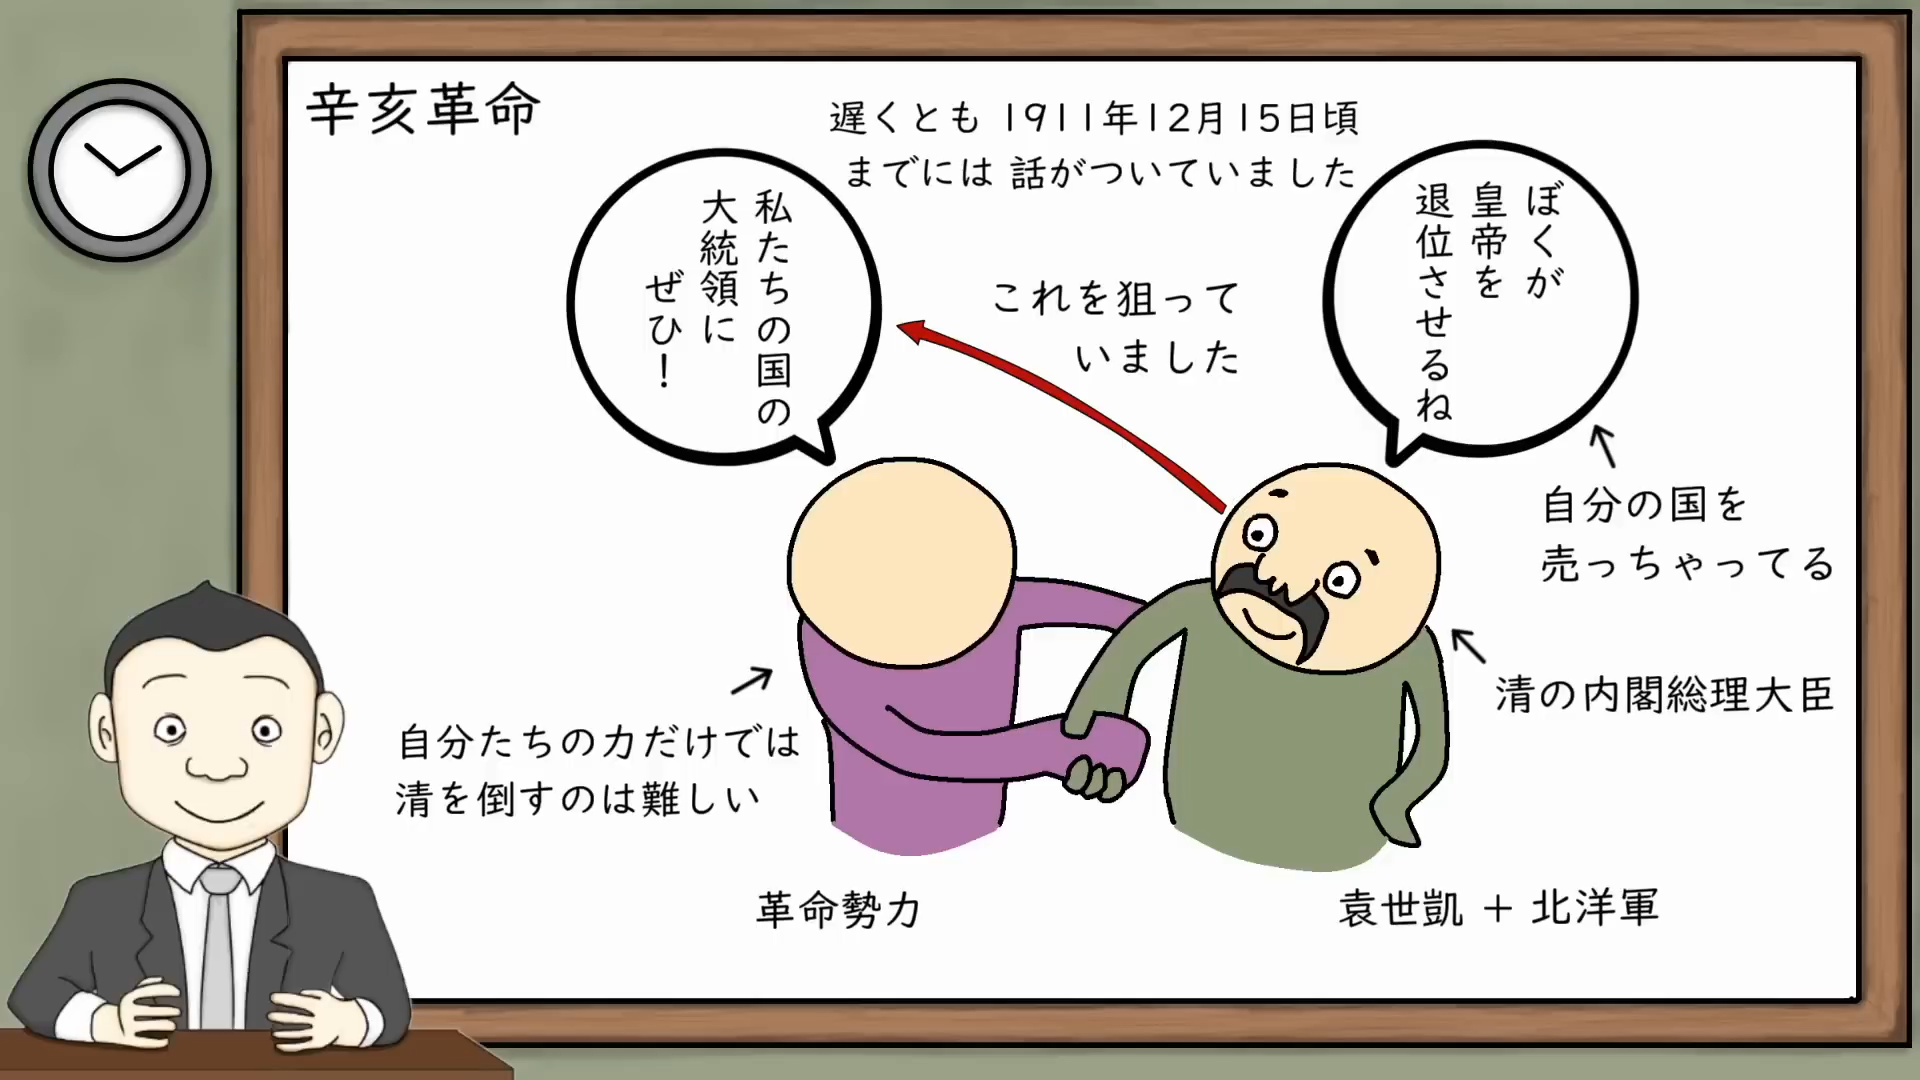 辛亥革命
遅くとも 1911年12月15日頃
までには 話がついていました
私たちの国の
大統領に
ぜひ！
これを狙って
いました
ぼくが
皇帝を
退位させるね
自分の国を
売っちゃってる
清の内閣総理大臣
自分たちの力だけでは
清を倒すのは難しい
革命勢力
袁世凱 + 北洋軍